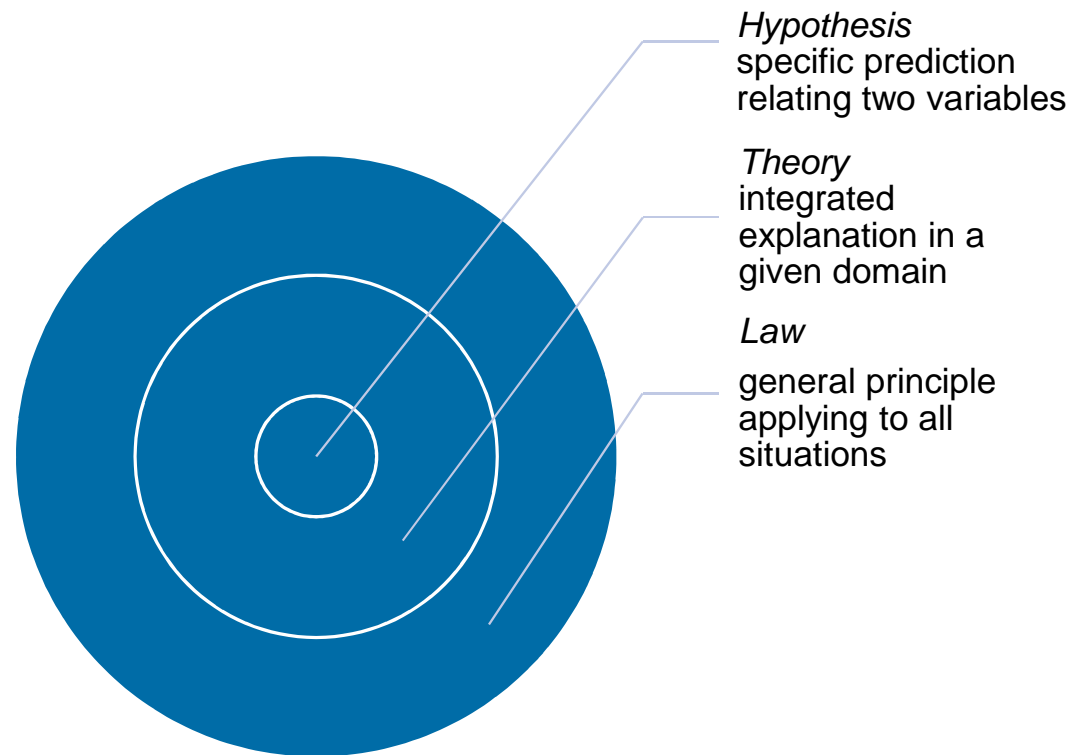 Hypothesis
specific prediction
relating two variables
Theory
integrated
explanation in a
given domain
Law
general principle
applying to all
situations